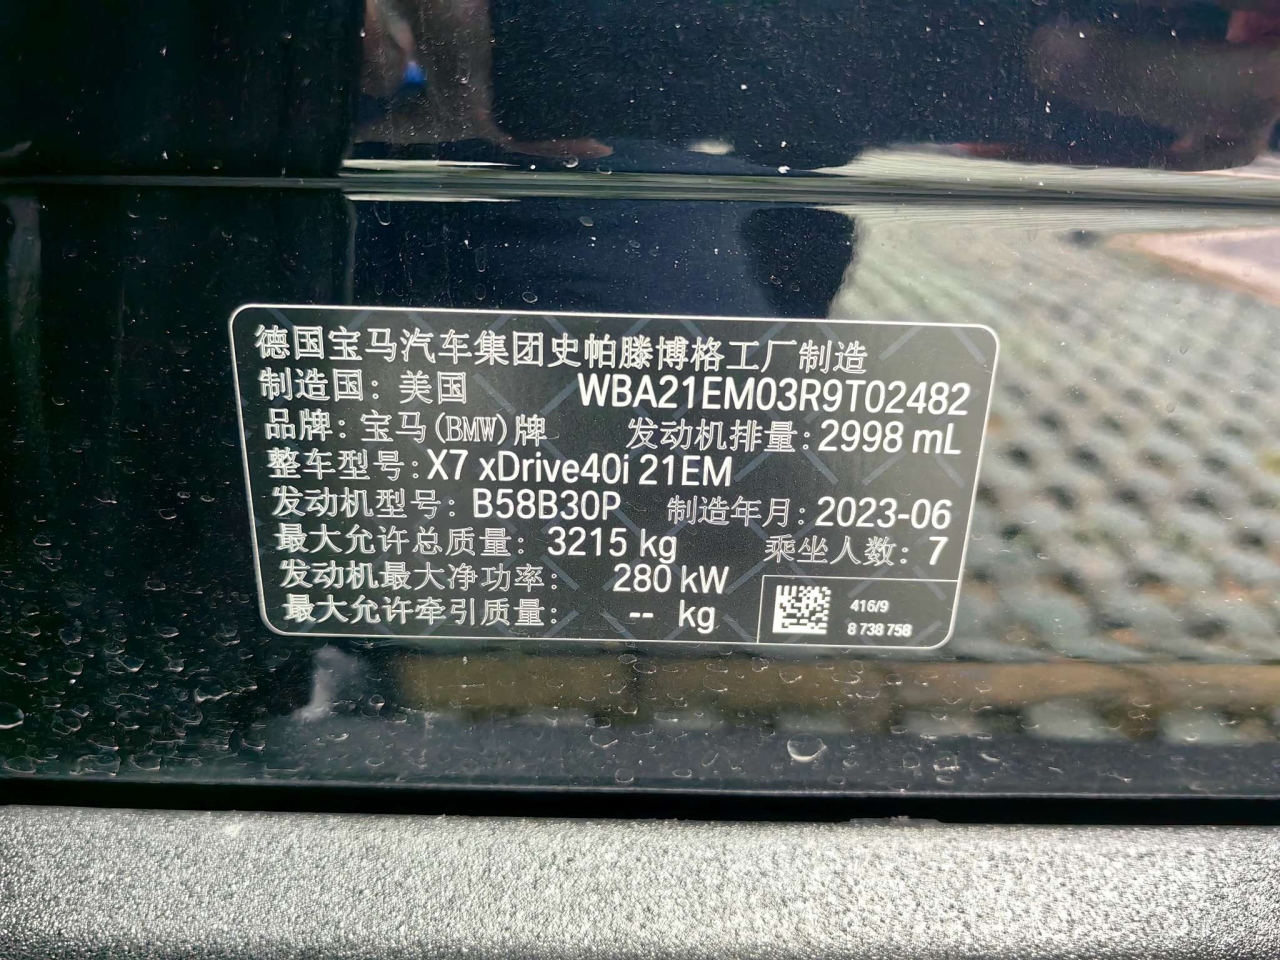 德国宝马汽车集团史帕滕博格工厂制造
制造国：美国 WBA21EM03R9T02482
品牌：宝马(BMW)牌 发动机排量：2998 mL
整车型号：X7 xDrive40i 21EM
发动机型号：B58B30P 制造年月：2023-06
最大允许总质量：3215 kg 乘坐人数：7
发动机最大净功率：280 kW
最大允许牵引质量：-- kg
416/9
8 738 758